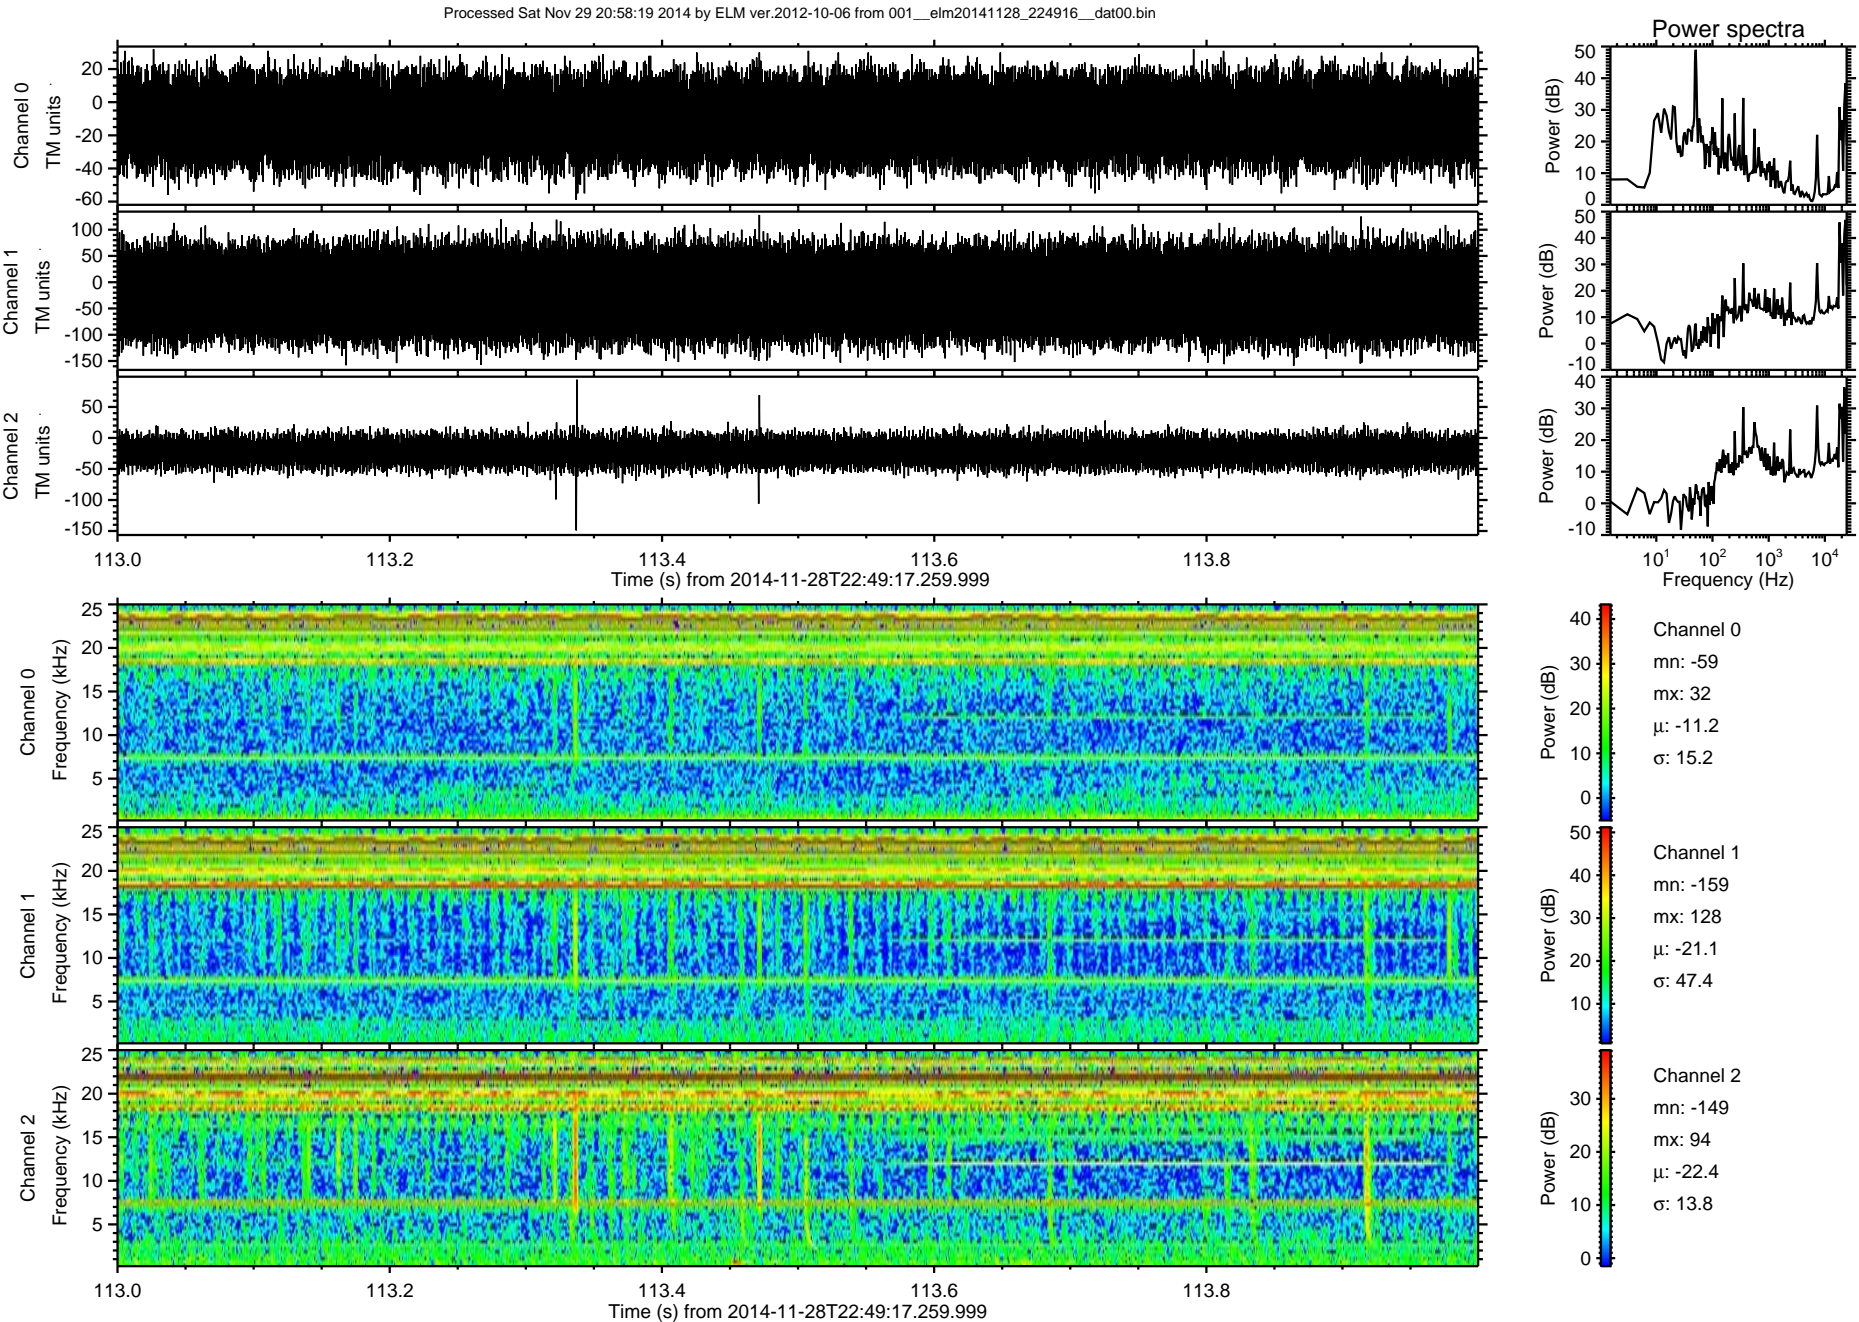 Processed Sat Nov 29 20:58:19 2014 by ELM ver.2012-10-06 from 001__elm20141128_224916__dat00.bin
Power spectra
Channel 0
TM units
20
0
-20
-40
-60
Power (dB)
50
40
30
20
10
0
Channel 1
TM units
100
50
0
-50
-100
-150
Power (dB)
50
40
30
20
10
0
-10
Channel 2
TM units
50
0
-50
-100
-150
Power (dB)
40
30
20
10
0
-10
113.0 113.2 113.4 113.6 113.8
Time (s) from 2014-11-28T22:49:17.259.999
10^1 10^2 10^3 10^4
Frequency (Hz)
Channel 0
Frequency (kHz)
25
20
15
10
5
Power (dB)
40
30
20
10
0
Channel 0
mn: -59
mx: 32
μ: -11.2
σ: 15.2
Channel 1
Frequency (kHz)
25
20
15
10
5
Power (dB)
50
40
30
20
10
Channel 1
mn: -159
mx: 128
μ: -21.1
σ: 47.4
Channel 2
Frequency (kHz)
25
20
15
10
5
Power (dB)
30
20
10
0
Channel 2
mn: -149
mx: 94
μ: -22.4
σ: 13.8
113.0 113.2 113.4 113.6 113.8
Time (s) from 2014-11-28T22:49:17.259.999